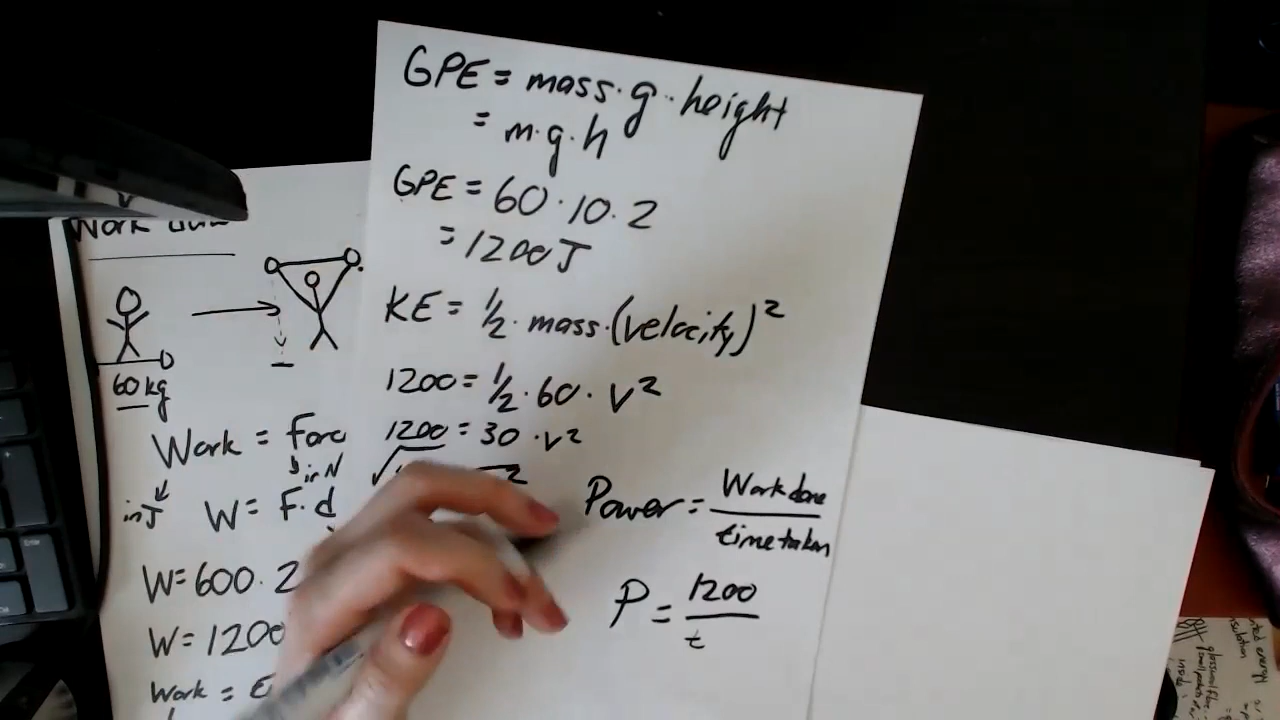 GPE = mass · g · height
= m · g · h
GPE = 60 · 10 · 2
= 1200 J
KE = 1/2 · mass · (velocity)²
1200 = 1/2 · 60 · v²
1200 = 30 · v²
Power = Work done
time taken
P = 1200
t
Work
60 kg
Work = forc
in N
in J
W = F · d
W = 600 · 2
W = 1200
Work = E